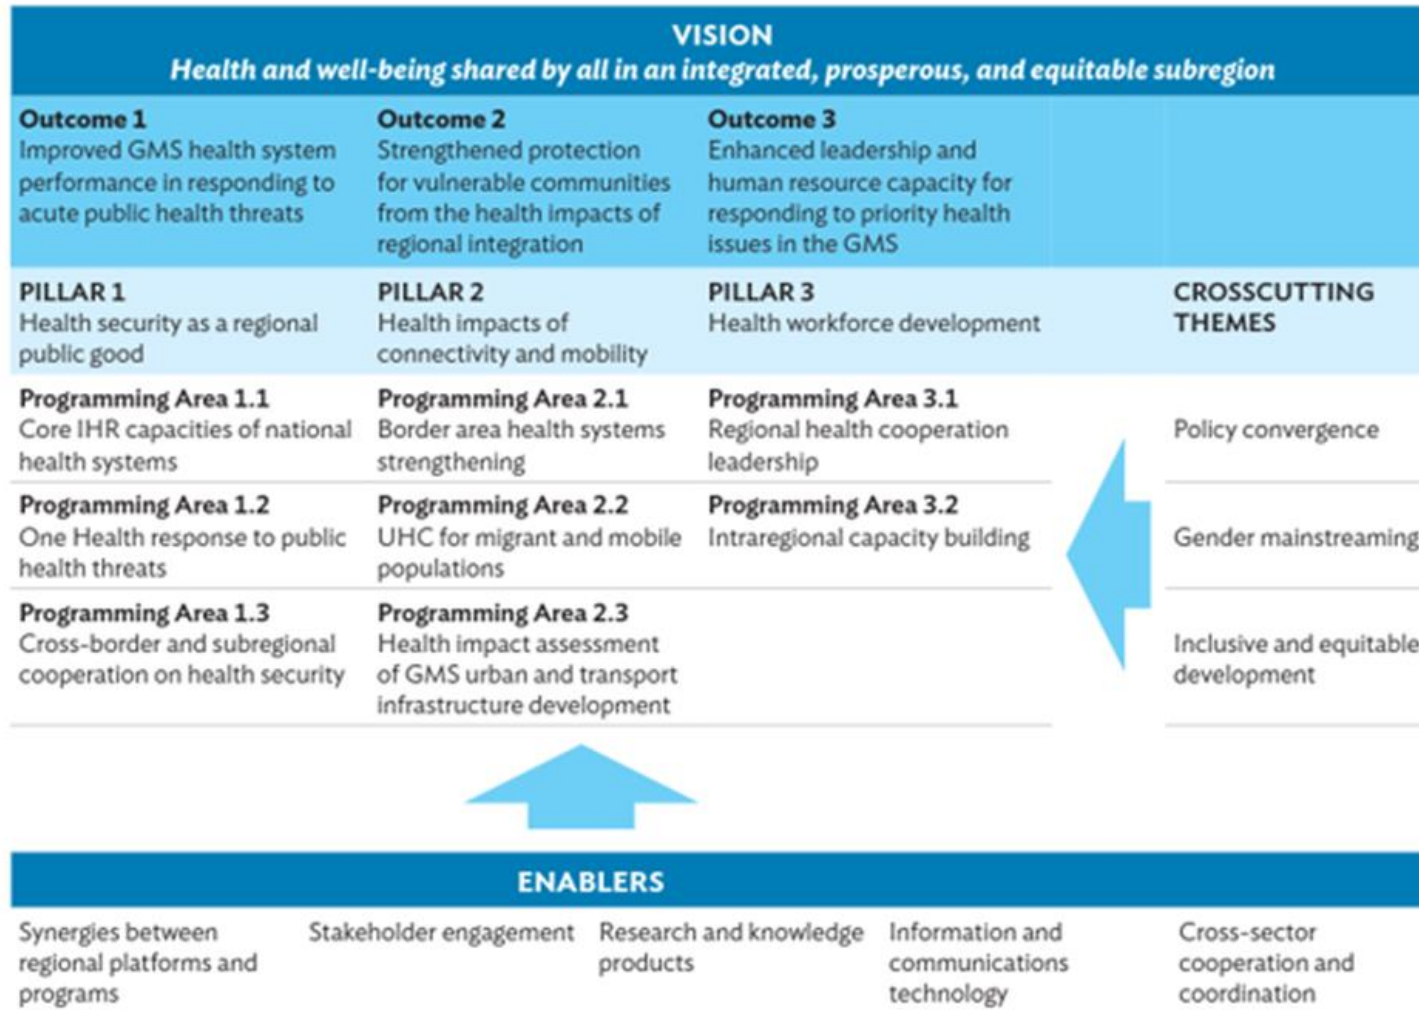 VISION
Health and well-being shared by all in an integrated, prosperous, and equitable subregion
Outcome 1
Improved GMS health system
performance in responding to
acute public health threats
Outcome 2
Strengthened protection
for vulnerable communities
from the health impacts of
regional integration
Outcome 3
Enhanced leadership and
human resource capacity for
responding to priority health
issues in the GMS
PILLAR 1
Health security as a regional
public good
PILLAR 2
Health impacts of
connectivity and mobility
PILLAR 3
Health workforce development
CROSSCUTTING
THEMES
Programming Area 1.1
Core IHR capacities of national
health systems
Programming Area 2.1
Border area health systems
strengthening
Programming Area 3.1
Regional health cooperation
leadership
Policy convergence
Programming Area 1.2
One Health response to public
health threats
Programming Area 2.2
UHC for migrant and mobile
populations
Programming Area 3.2
Intraregional capacity building
Gender mainstreaming
Programming Area 1.3
Cross-border and subregional
cooperation on health security
Programming Area 2.3
Health impact assessment
of GMS urban and transport
infrastructure development
Inclusive and equitable
development
ENABLERS
Synergies between
regional platforms and
programs
Stakeholder engagement
Research and knowledge
products
Information and
communications
technology
Cross-sector
cooperation and
coordination